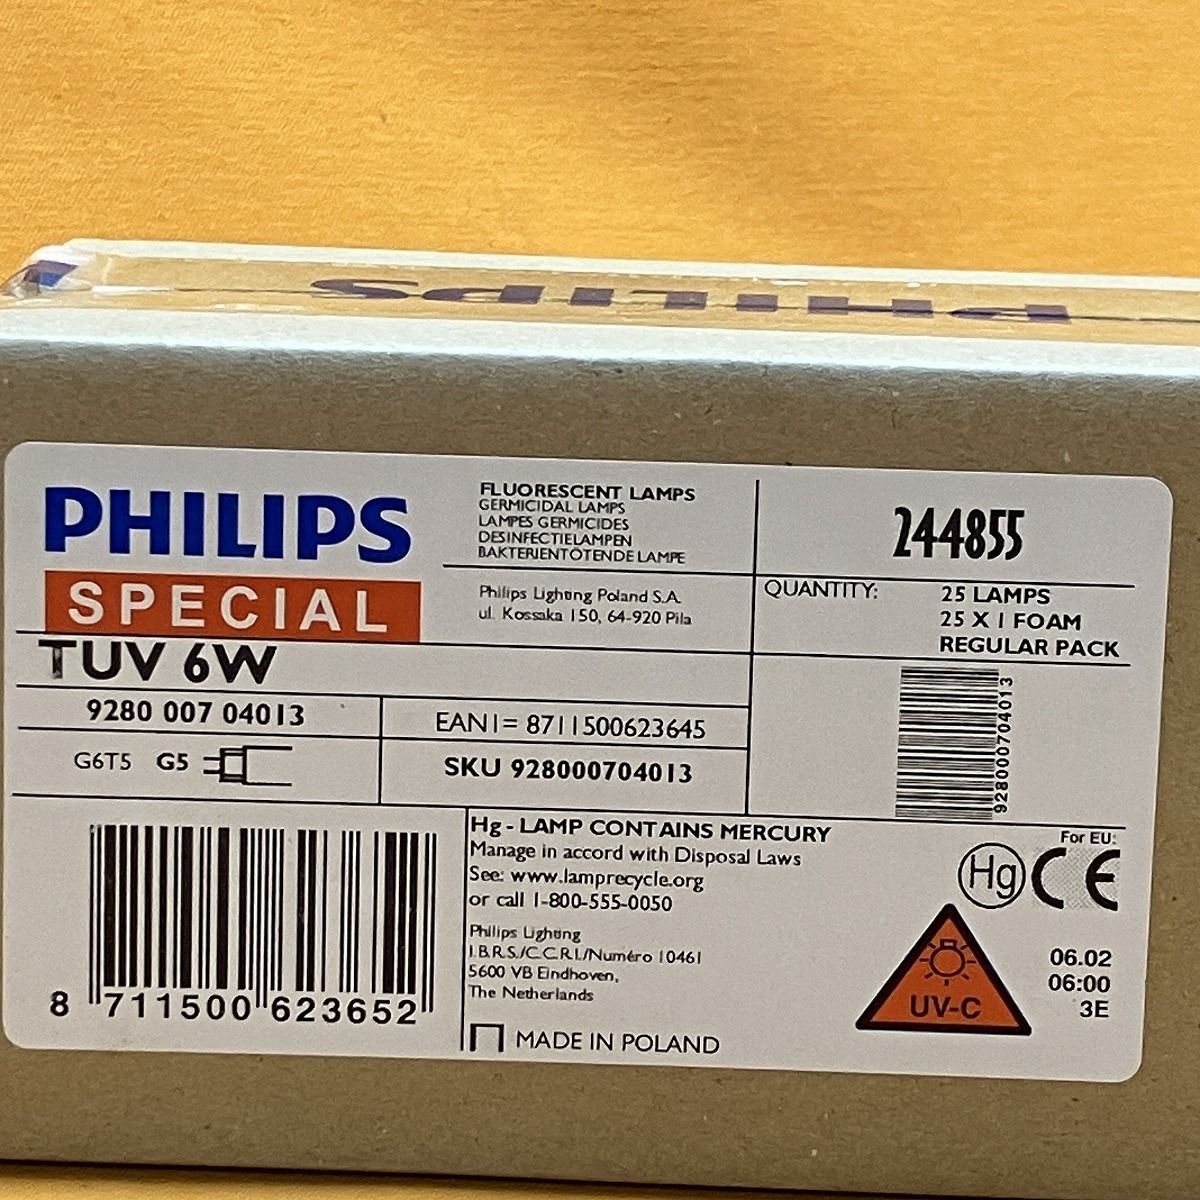 PHILIPS
PHILIPS
SPECIAL
FLUORESCENT LAMPS
GERMICIDAL LAMPS
LAMPES GERMICIDES
DESINFECTIELAMPEN
BAKTERIENTÖTENDE LAMPE
Philips Lighting Poland S.A.
ul. Kossaka 150, 64-920 Pila
244855
QUANTITY: 25 LAMPS
25 X 1 FOAM
REGULAR PACK
TUV 6W
9280 007 04013
EAN1= 8711500623645
G6T5 G5
SKU 928000704013
928000704013
8 711500 623652
Hg - LAMP CONTAINS MERCURY
Manage in accord with Disposal Laws
See: www.lamprecycle.org
or call 1-800-555-0050
Philips Lighting
I.B.R.S./C.C.R.I./Numéro 10461
5600 VB Eindhoven,
The Netherlands
MADE IN POLAND
For EU:
Hg CE
UV-C
06.02
06:00
3E